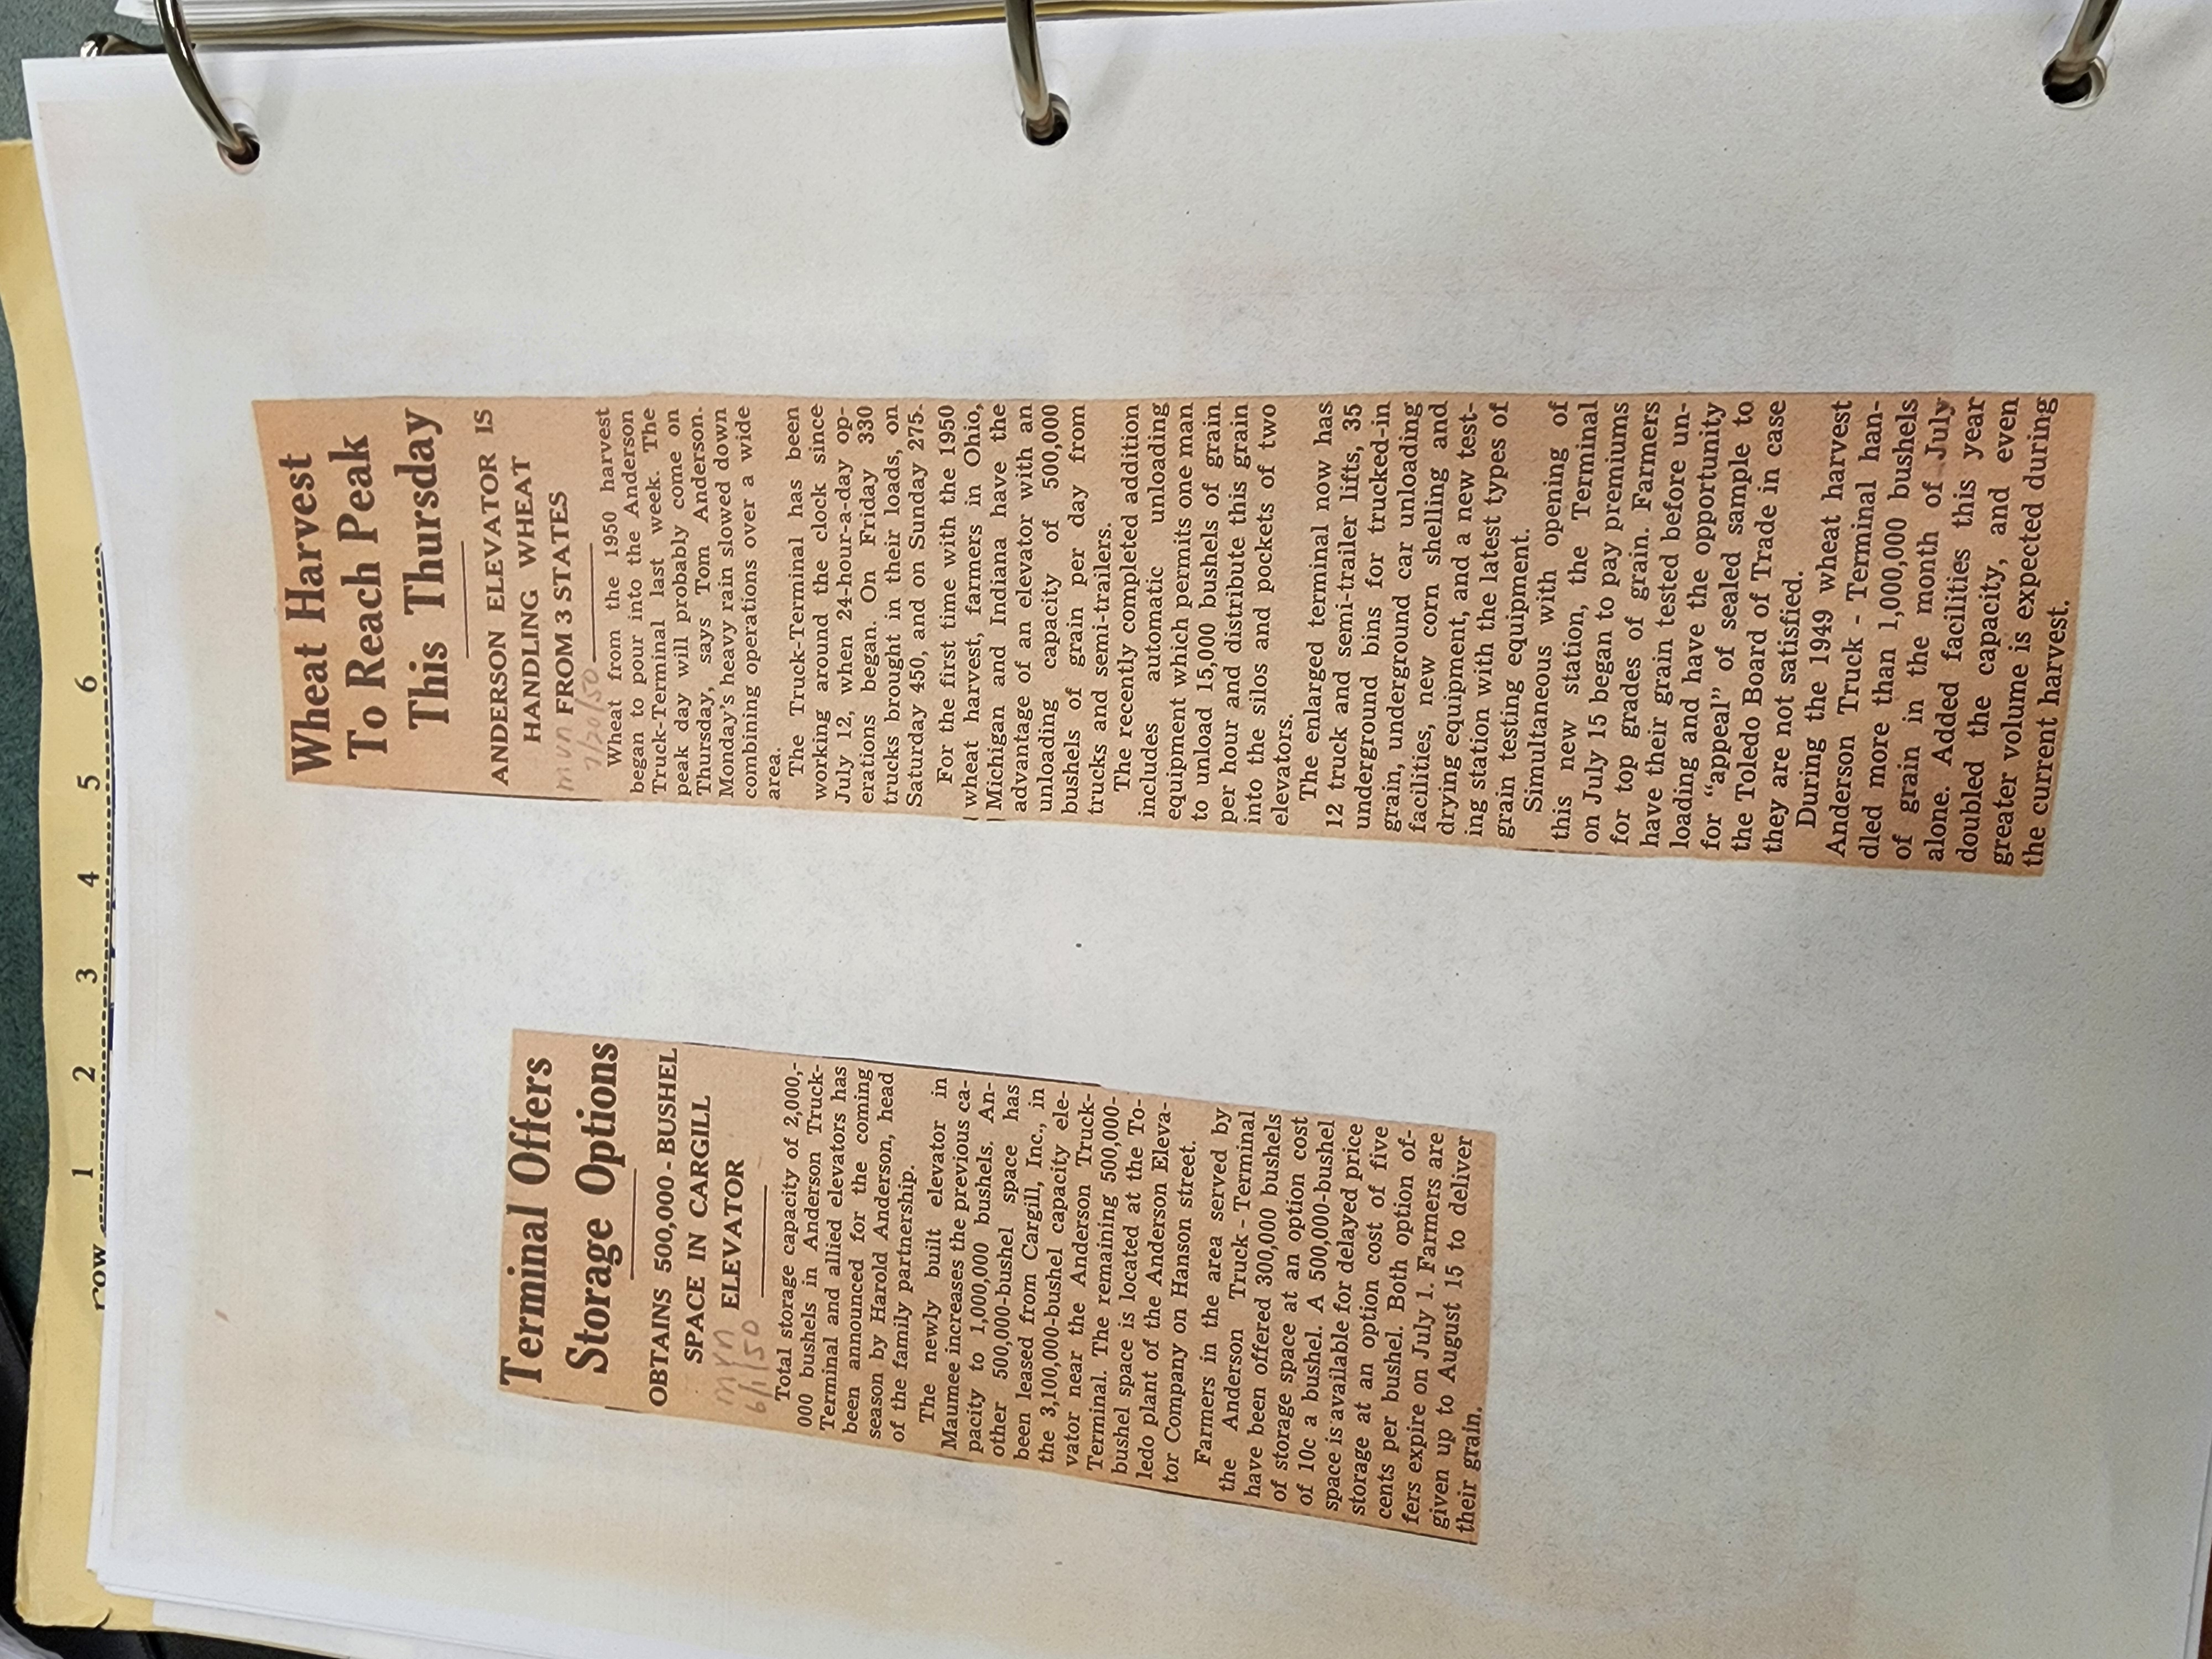 Terminal Offers
Storage Options
OBTAINS 500,000 - BUSHEL
SPACE IN CARGILL
ELEVATOR
mvn
6/1/50
Total storage capacity of 2,000,-
000 bushels in Anderson Truck-
Terminal and allied elevators has
been announced for the coming
season by Harold Anderson, head
of the family partnership.
The newly built elevator in
Maumee increases the previous ca-
pacity to 1,000,000 bushels. An-
other 500,000-bushel space has
been leased from Cargill, Inc., in
the 3,100,000-bushel capacity ele-
vator near the Anderson Truck-
Terminal. The remaining 500,000-
bushel space is located at the To-
ledo plant of the Anderson Eleva-
tor Company on Hanson street.
Farmers in the area served by
the Anderson Truck - Terminal
have been offered 300,000 bushels
of storage space at an option cost
of 10c a bushel. A 500,000-bushel
space is available for delayed price
storage at an option cost of five
cents per bushel. Both option of-
fers expire on July 1. Farmers are
given up to August 15 to deliver
their grain.
Wheat Harvest
To Reach Peak
This Thursday
ANDERSON ELEVATOR IS
HANDLING WHEAT
FROM 3 STATES
mvn
7/20/50
Wheat from the 1950 harvest
began to pour into the Anderson
Truck-Terminal last week. The
peak day will probably come on
Thursday, says Tom Anderson.
Monday's heavy rain slowed down
combining operations over a wide
area.
The Truck-Terminal has been
working around the clock since
July 12, when 24-hour-a-day op-
erations began. On Friday 330
trucks brought in their loads, on
Saturday 450, and on Sunday 275.
For the first time with the 1950
wheat harvest, farmers in Ohio,
Michigan and Indiana have the
advantage of an elevator with an
unloading capacity of 500,000
bushels of grain per day from
trucks and semi-trailers.
The recently completed addition
includes automatic unloading
equipment which permits one man
to unload 15,000 bushels of grain
per hour and distribute this grain
into the silos and pockets of two
elevators.
The enlarged terminal now has
12 truck and semi-trailer lifts, 35
underground bins for trucked-in
grain, underground car unloading
facilities, new corn shelling and
drying equipment, and a new test-
ing station with the latest types of
grain testing equipment.
Simultaneous with opening of
this new station, the Terminal
on July 15 began to pay premiums
for top grades of grain. Farmers
have their grain tested before un-
loading and have the opportunity
for "appeal" of sealed sample to
the Toledo Board of Trade in case
they are not satisfied.
During the 1949 wheat harvest
Anderson Truck - Terminal han-
dled more than 1,000,000 bushels
of grain in the month of July
alone. Added facilities this year
doubled the capacity, and even
greater volume is expected during
the current harvest.
row 1 2 3 4 5 6